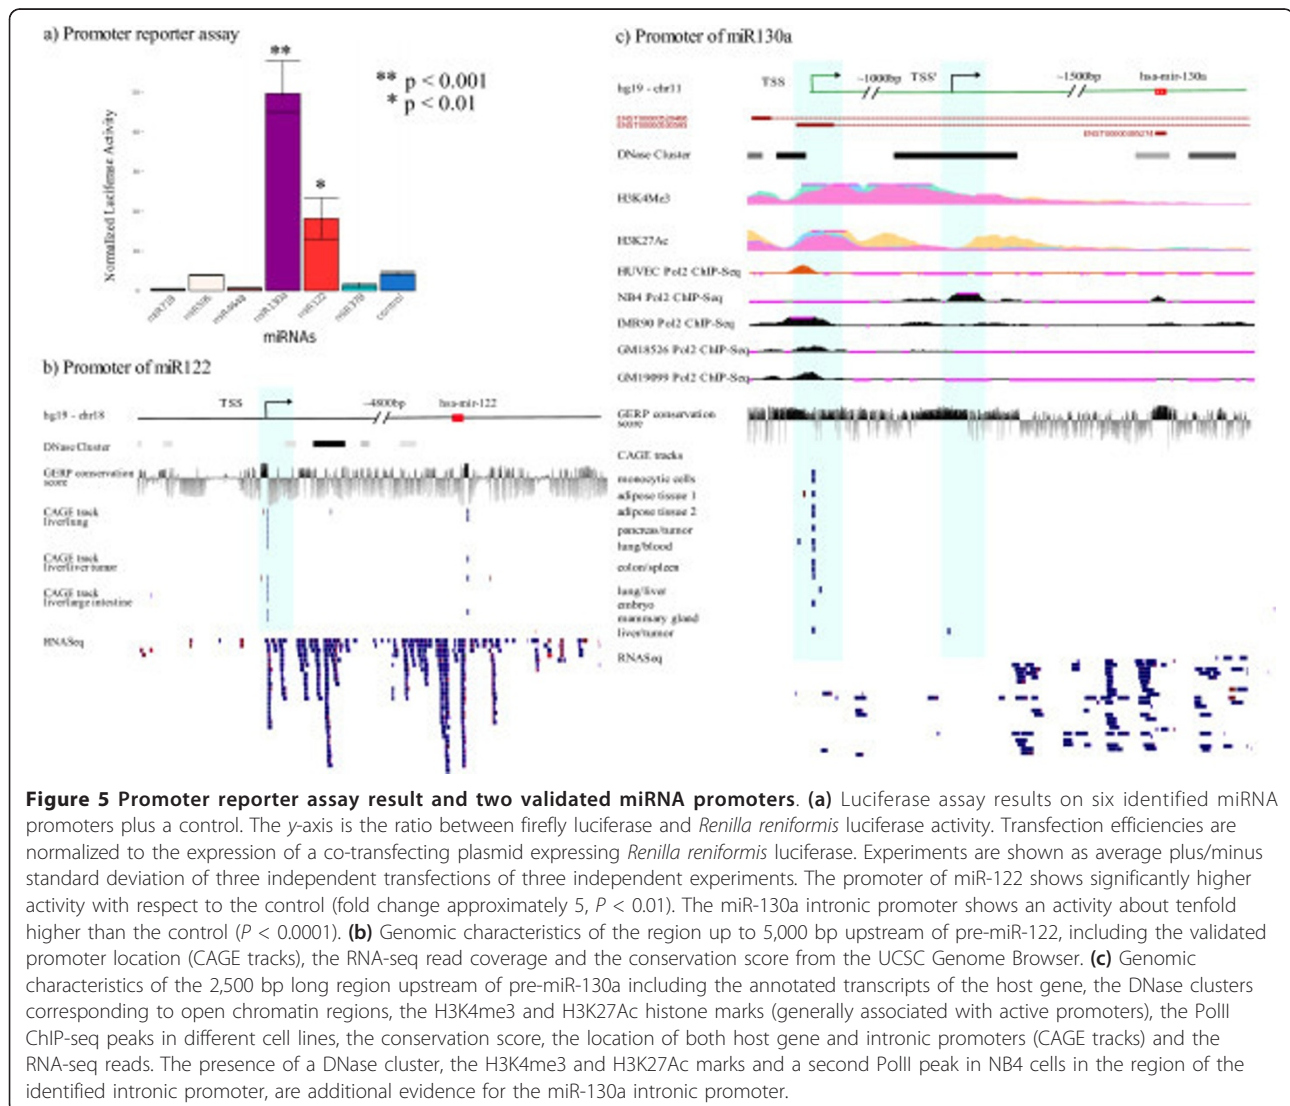 a) Promoter reporter assay
**
** p < 0.001
* p < 0.01
*
Normalized Luciferase Activity
miR130a
miR122
control
miRNAs
b) Promoter of miR122
TSS
~4800bp
hsa-mir-122
hg19 - chr18
DNase Cluster
GERP conservation
score
CAGE track
liver/lung
CAGE track
liver/liver tumor
CAGE track
liver/large intestine
RNASeq
c) Promoter of miR130a
TSS
~1000bp
TSS'
~1500bp
hsa-mir-130a
hg19 - chr11
DNase Cluster
H3K4Me3
H3K27Ac
HUVEC Pol2 ChIP-Seq
NB4 Pol2 ChIP-Seq
IMR90 Pol2 ChIP-Seq
GM18526 Pol2 ChIP-Seq
GM19099 Pol2 ChIP-Seq
GERP conservation
score
CAGE tracks
monocytic cells
adipose tissue 1
adipose tissue 2
pancreas/tumor
lung/blood
colon/spleen
lung/liver
embryo
mammary gland
liver/tumor
RNASeq
Figure 5 Promoter reporter assay result and two validated miRNA promoters. (a) Luciferase assay results on six identified miRNA
promoters plus a control. The y-axis is the ratio between firefly luciferase and Renilla reniformis luciferase activity. Transfection efficiencies are
normalized to the expression of a co-transfecting plasmid expressing Renilla reniformis luciferase. Experiments are shown as average plus/minus
standard deviation of three independent transfections of three independent experiments. The promoter of miR-122 shows significantly higher
activity with respect to the control (fold change approximately 5, P < 0.01). The miR-130a intronic promoter shows an activity about tenfold
higher than the control (P < 0.0001). (b) Genomic characteristics of the region up to 5,000 bp upstream of pre-miR-122, including the validated
promoter location (CAGE tracks), the RNA-seq read coverage and the conservation score from the UCSC Genome Browser. (c) Genomic
characteristics of the 2,500 bp long region upstream of pre-miR-130a including the annotated transcripts of the host gene, the DNase clusters
corresponding to open chromatin regions, the H3K4me3 and H3K27Ac histone marks (generally associated with active promoters), the PolII
ChIP-seq peaks in different cell lines, the conservation score, the location of both host gene and intronic promoters (CAGE tracks) and the
RNA-seq reads. The presence of a DNase cluster, the H3K4me3 and H3K27Ac marks and a second PolII peak in NB4 cells in the region of the
identified intronic promoter, are additional evidence for the miR-130a intronic promoter.